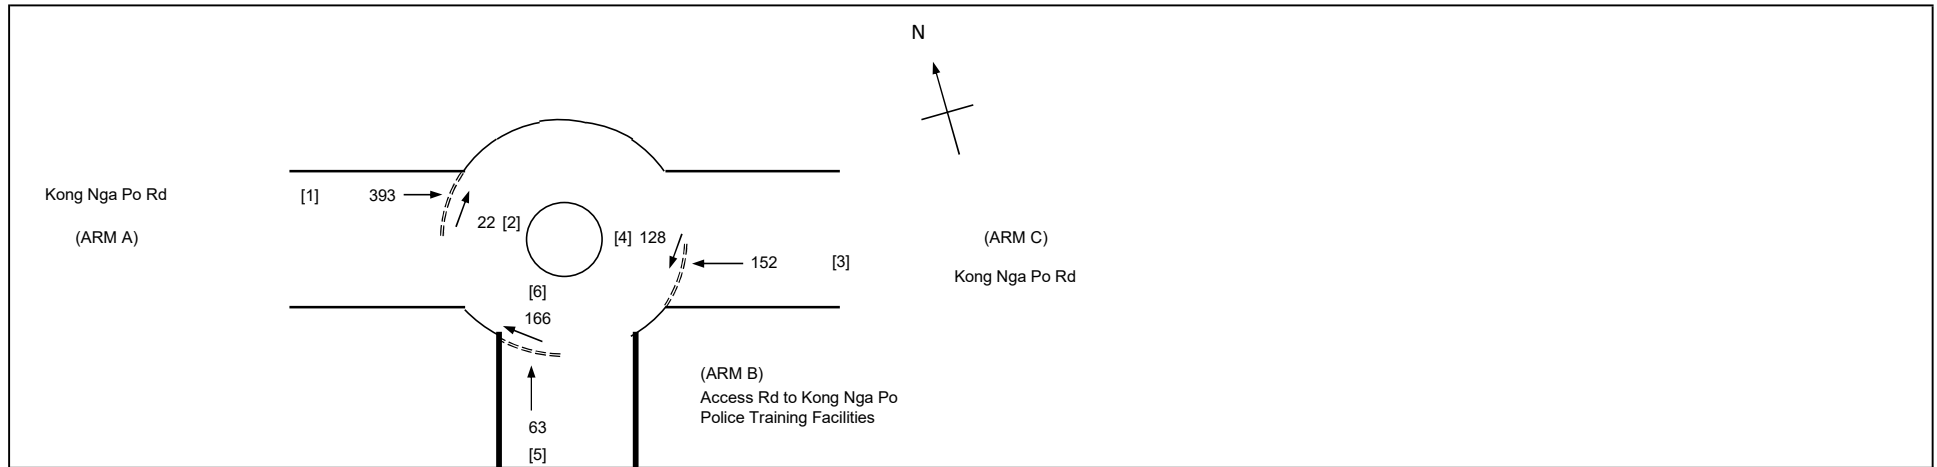 N
Kong Nga Po Rd
[1] 393
22 [2]
[4] 128
(ARM A)
(ARM C)
152 [3]
Kong Nga Po Rd
[6]
166
(ARM B)
Access Rd to Kong Nga Po
Police Training Facilities
63
[5]